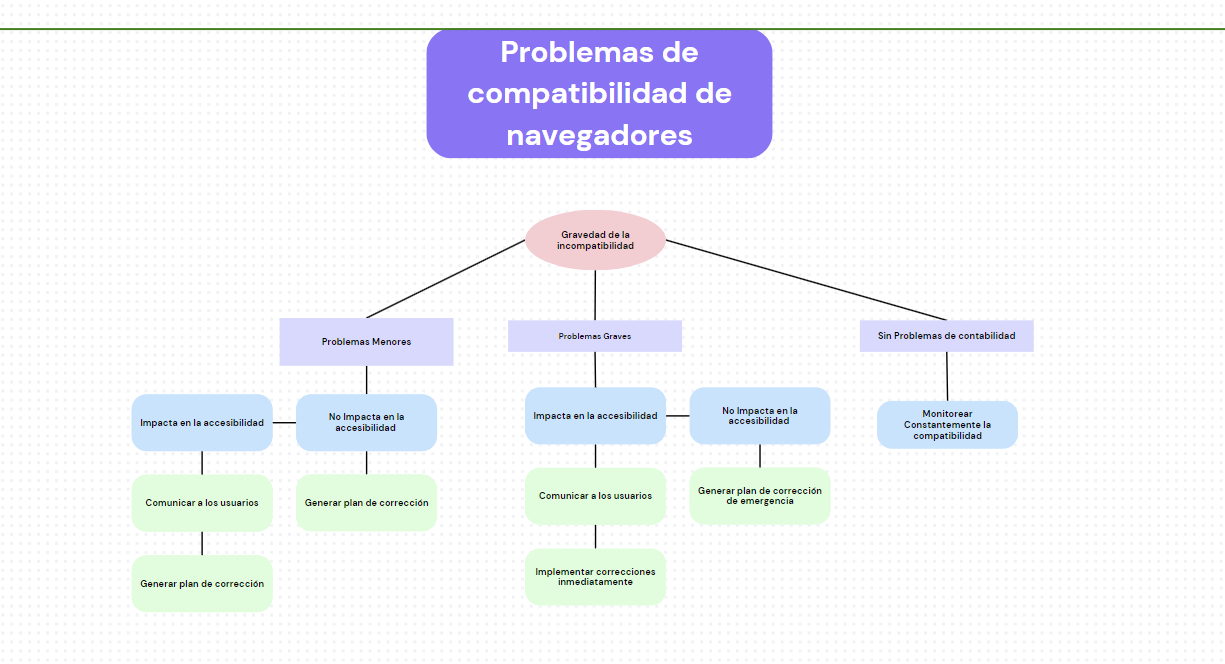 Problemas de
compatibilidad de
navegadores
Gravedad de la
incompatibilidad
Problemas Menores
Problemas Graves
Sin Problemas de contabilidad
Impacta en la accesibilidad
No Impacta en la
accesibilidad
Impacta en la accesibilidad
No Impacta en la
accesibilidad
Monitorear
Constantemente la
compatibilidad
Comunicar a los usuarios
Generar plan de corrección
Comunicar a los usuarios
Generar plan de corrección
de emergencia
Generar plan de corrección
Implementar correcciones
inmediatamente